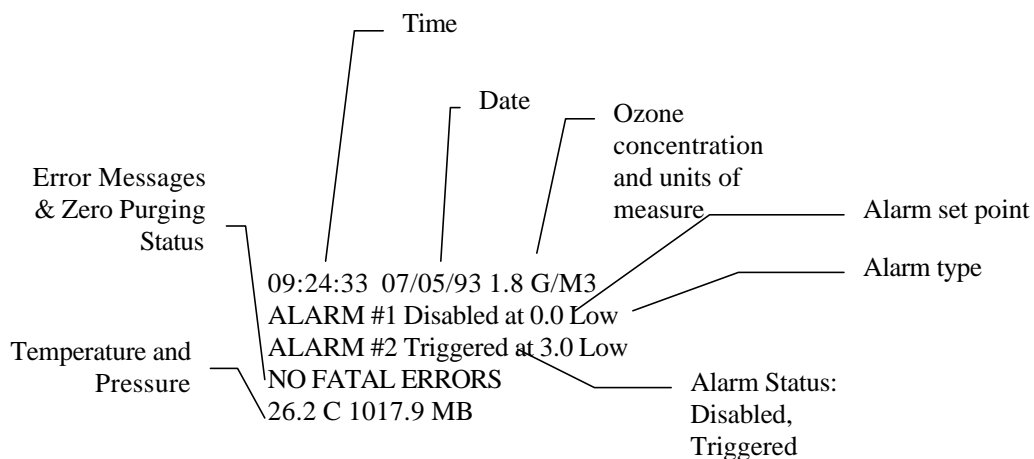 Time
Date
Ozone
concentration
and units of
measure
Error Messages
& Zero Purging
Status
Alarm set point
Alarm type
09:24:33 07/05/93 1.8 G/M3
ALARM #1 Disabled at 0.0 Low
ALARM #2 Triggered at 3.0 Low
NO FATAL ERRORS
26.2 C 1017.9 MB
Temperature and
Pressure
Alarm Status:
Disabled,
Triggered